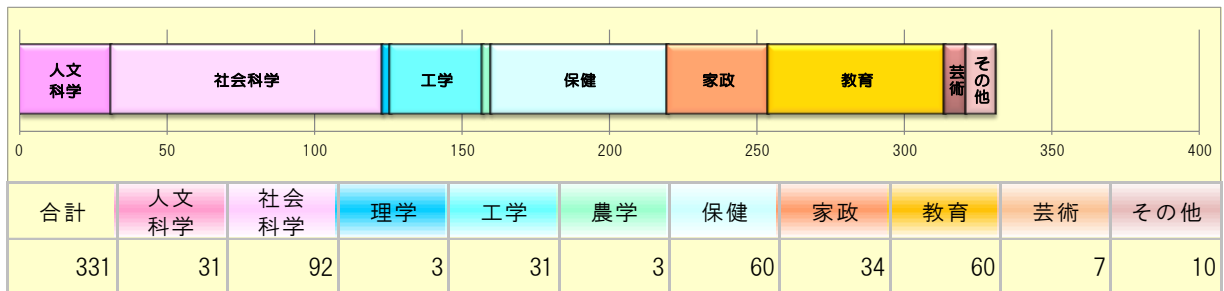 人文
科学
社会科学
工学
保健
家政
教育
芸術
その他
0 50 100 150 200 250 300 350 400
合計 人文科学 社会科学 理学 工学 農学 保健 家政 教育 芸術 その他
331 31 92 3 31 3 60 34 60 7 10